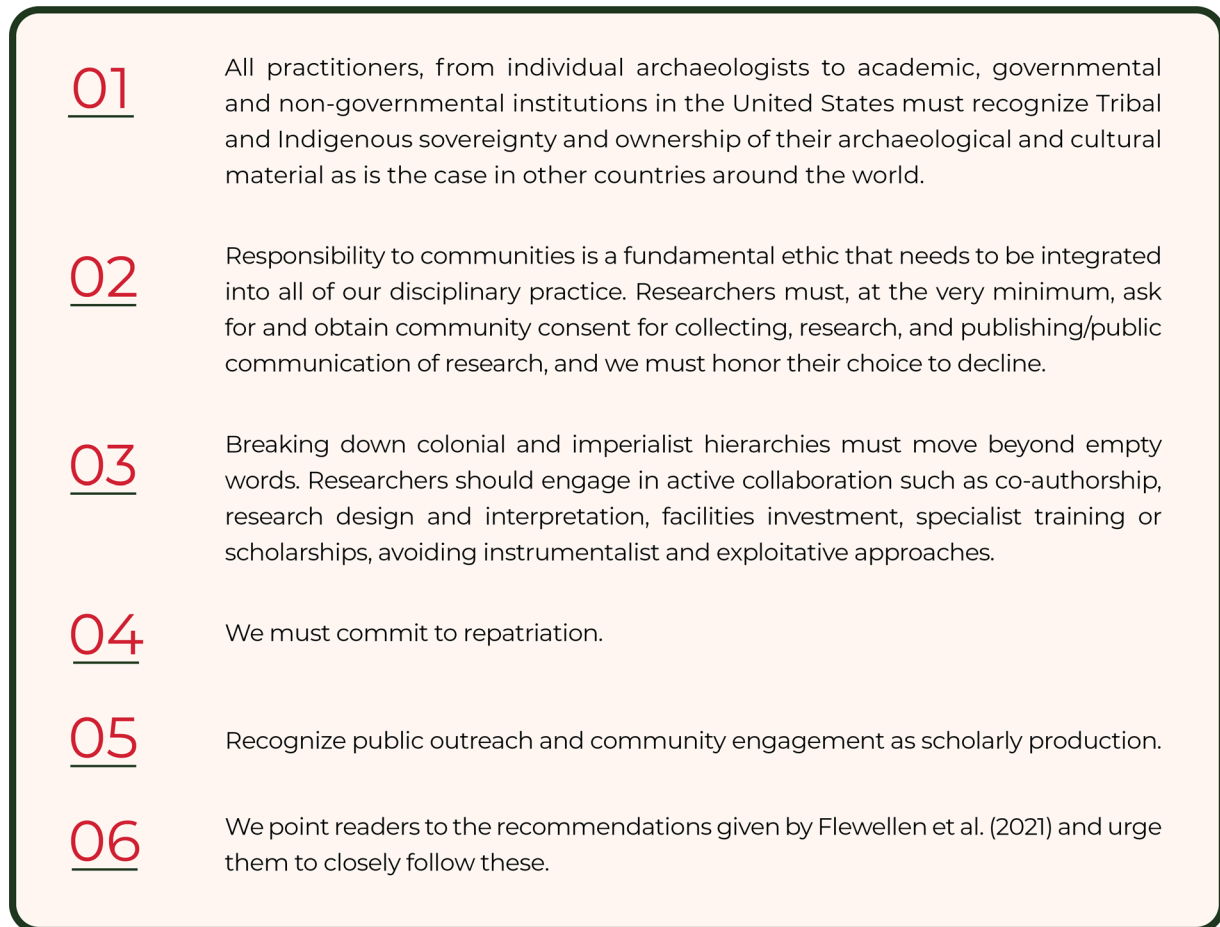 01
All practitioners, from individual archaeologists to academic, governmental
and non-governmental institutions in the United States must recognize Tribal
and Indigenous sovereignty and ownership of their archaeological and cultural
material as is the case in other countries around the world.
02
Responsibility to communities is a fundamental ethic that needs to be integrated
into all of our disciplinary practice. Researchers must, at the very minimum, ask
for and obtain community consent for collecting, research, and publishing/public
communication of research, and we must honor their choice to decline.
03
Breaking down colonial and imperialist hierarchies must move beyond empty
words. Researchers should engage in active collaboration such as co-authorship,
research design and interpretation, facilities investment, specialist training or
scholarships, avoiding instrumentalist and exploitative approaches.
04
We must commit to repatriation.
05
Recognize public outreach and community engagement as scholarly production.
06
We point readers to the recommendations given by Flewellen et al. (2021) and urge
them to closely follow these.